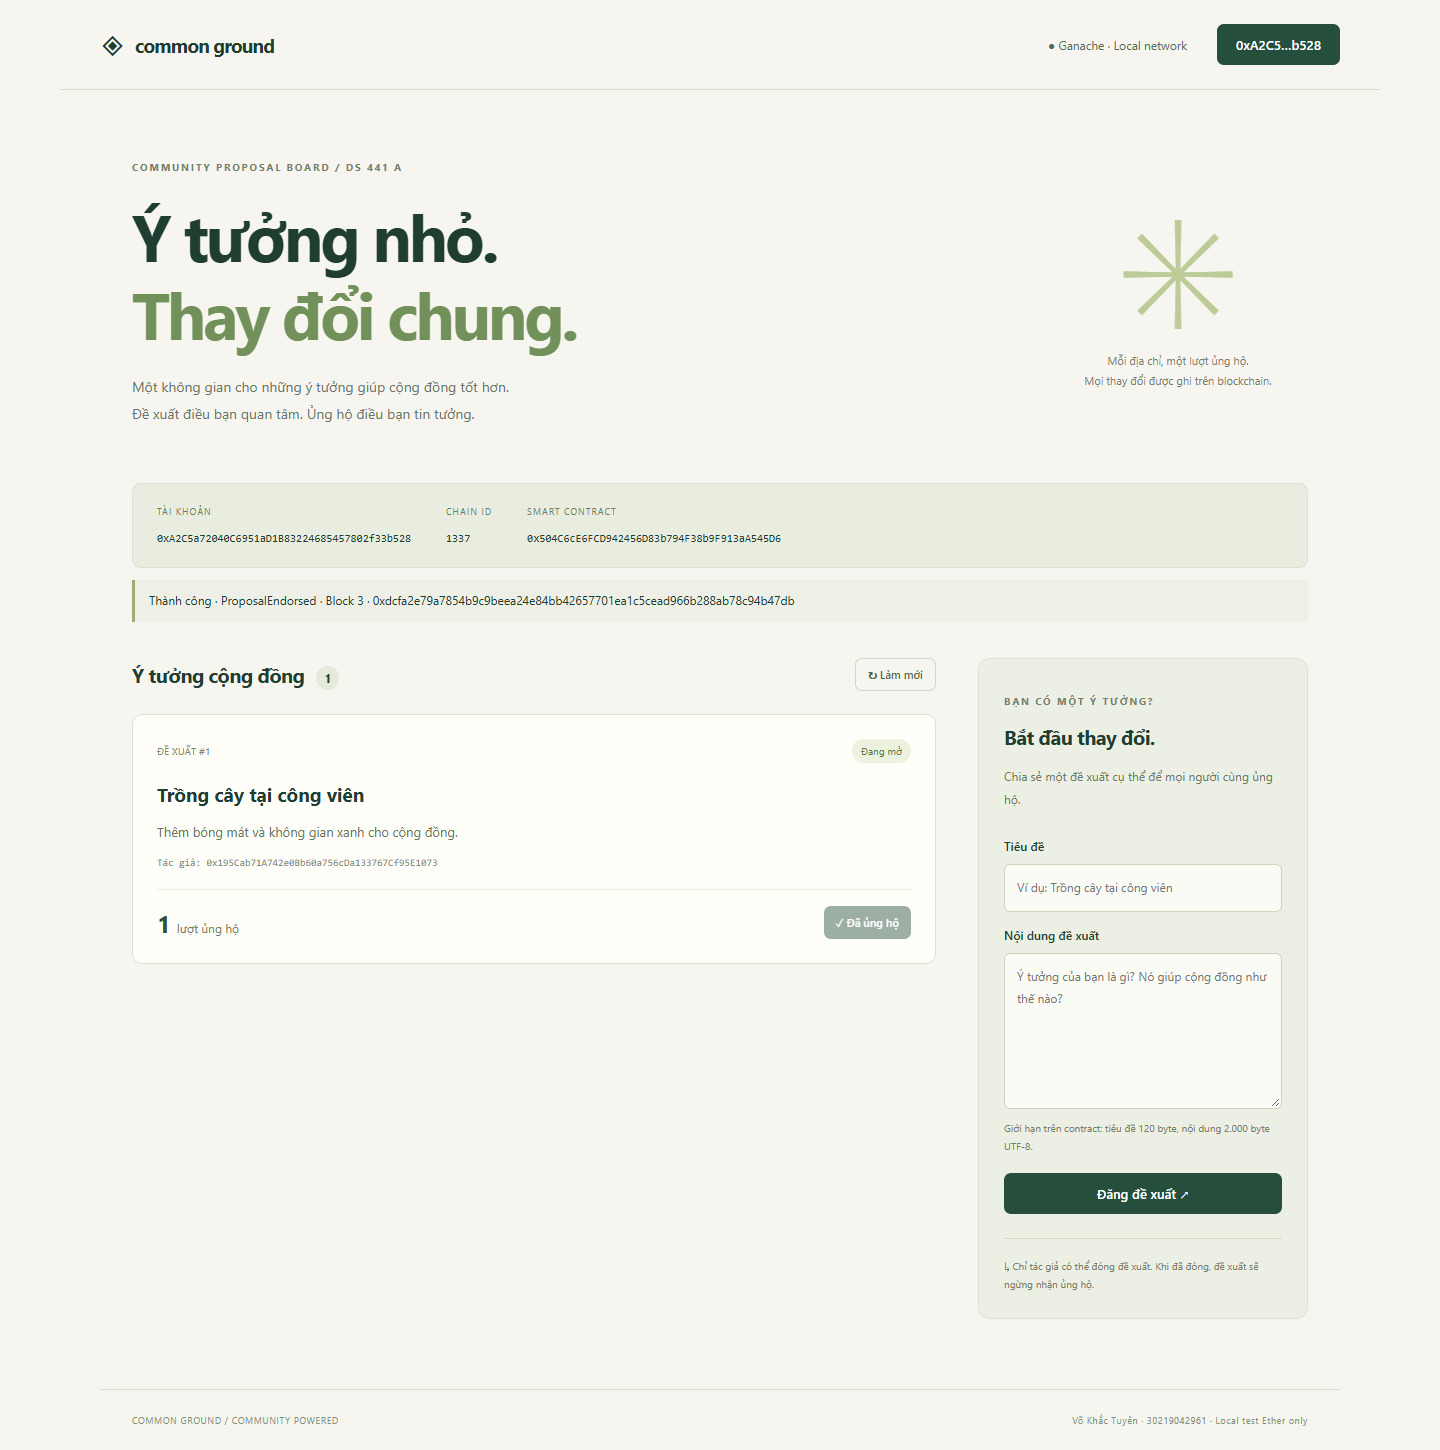 common ground
● Ganache · Local network
0xA2C5...b528
COMMUNITY PROPOSAL BOARD / DS 441 A
Ý tưởng nhỏ.
Thay đổi chung.
Một không gian cho những ý tưởng giúp cộng đồng tốt hơn.
Đề xuất điều bạn quan tâm. Ủng hộ điều bạn tin tưởng.
Mỗi địa chỉ, một lượt ủng hộ.
Mọi thay đổi được ghi trên blockchain.
TÀI KHOẢN
0xA2C5a72040C6951aD1B83224685457802f33b528
CHAIN ID
1337
SMART CONTRACT
0x504C6cE6FCD942456D83b794F38b9F913aA545D6
Thành công · ProposalEndorsed · Block 3 · 0xdcfa2e79a7854b9c9beea24e84bb42657701ea1c5cead966b288ab78c94b47db
Ý tưởng cộng đồng 1
↻ Làm mới
ĐỀ XUẤT #1
Đang mở
Trồng cây tại công viên
Thêm bóng mát và không gian xanh cho cộng đồng.
Tác giả: 0x195Cab71A742e0Bb60a756cDa133767Cf95E1073
1 lượt ủng hộ
✓ Đã ủng hộ
BẠN CÓ MỘT Ý TƯỞNG?
Bắt đầu thay đổi.
Chia sẻ một đề xuất cụ thể để mọi người cùng ủng
hộ.
Tiêu đề
Ví dụ: Trồng cây tại công viên
Nội dung đề xuất
Ý tưởng của bạn là gì? Nó giúp cộng đồng như
thế nào?
Giới hạn trên contract: tiêu đề 120 byte, nội dung 2.000 byte
UTF-8.
Đăng đề xuất ↗
↳ Chỉ tác giả có thể đóng đề xuất. Khi đã đóng, đề xuất sẽ
ngừng nhận ủng hộ.
COMMON GROUND / COMMUNITY POWERED
Võ Khắc Tuyên · 30219042961 · Local test Ether only